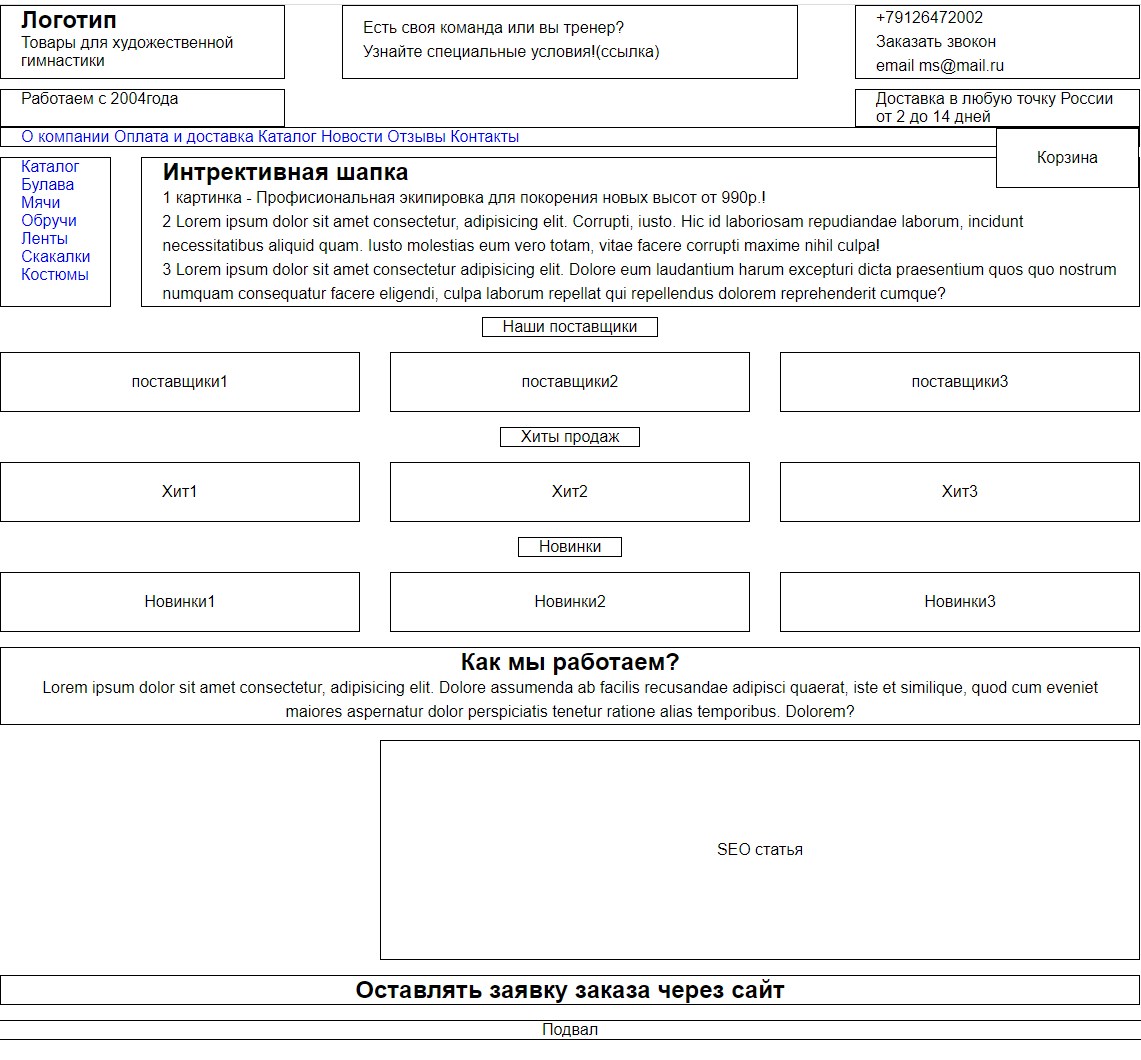 Логотип
Товары для художественной
гимнастики
Есть своя команда или вы тренер?
Узнайте специальные условия!(ссылка)
+79126472002
Заказать звокон
email ms@mail.ru
Работаем с 2004года
Доставка в любую точку России
от 2 до 14 дней
О компании Оплата и доставка Каталог Новости Отзывы Контакты
Корзина
Каталог
Булава
Мячи
Обручи
Ленты
Скакалки
Костюмы
Интрективная шапка
1 картинка - Профисиональная экипировка для покорения новых высот от 990р.!
2 Lorem ipsum dolor sit amet consectetur, adipisicing elit. Corrupti, iusto. Hic id laboriosam repudiandae laborum, incidunt
necessitatibus aliquid quam. Iusto molestias eum vero totam, vitae facere corrupti maxime nihil culpa!
3 Lorem ipsum dolor sit amet consectetur adipisicing elit. Dolore eum laudantium harum excepturi dicta praesentium quos quo nostrum
numquam consequatur facere eligendi, culpa laborum repellat qui repellendus dolorem reprehenderit cumque?
Наши поставщики
поставщики1
поставщики2
поставщики3
Хиты продаж
Хит1
Хит2
Хит3
Новинки
Новинки1
Новинки2
Новинки3
Как мы работаем?
Lorem ipsum dolor sit amet consectetur, adipisicing elit. Dolore assumenda ab facilis recusandae adipisci quaerat, iste et similique, quod cum eveniet
maiores aspernatur dolor perspiciatis tenetur ratione alias temporibus. Dolorem?
SEO статья
Оставлять заявку заказа через сайт
Подвал